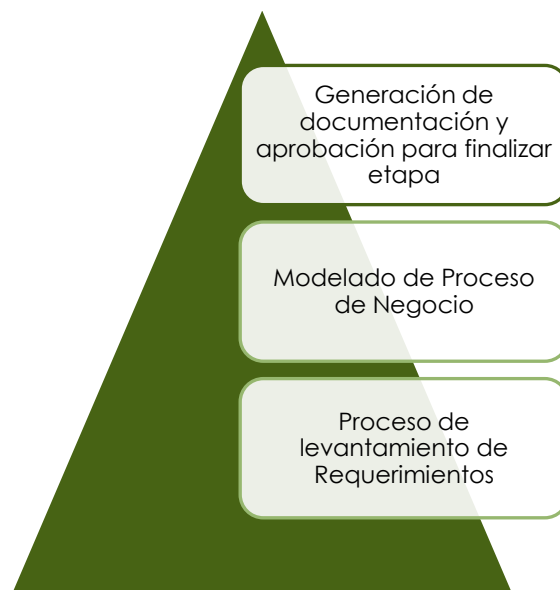 Generación de
documentación y
aprobación para finalizar
etapa
Modelado de Proceso
de Negocio
Proceso de
levantamiento de
Requerimientos